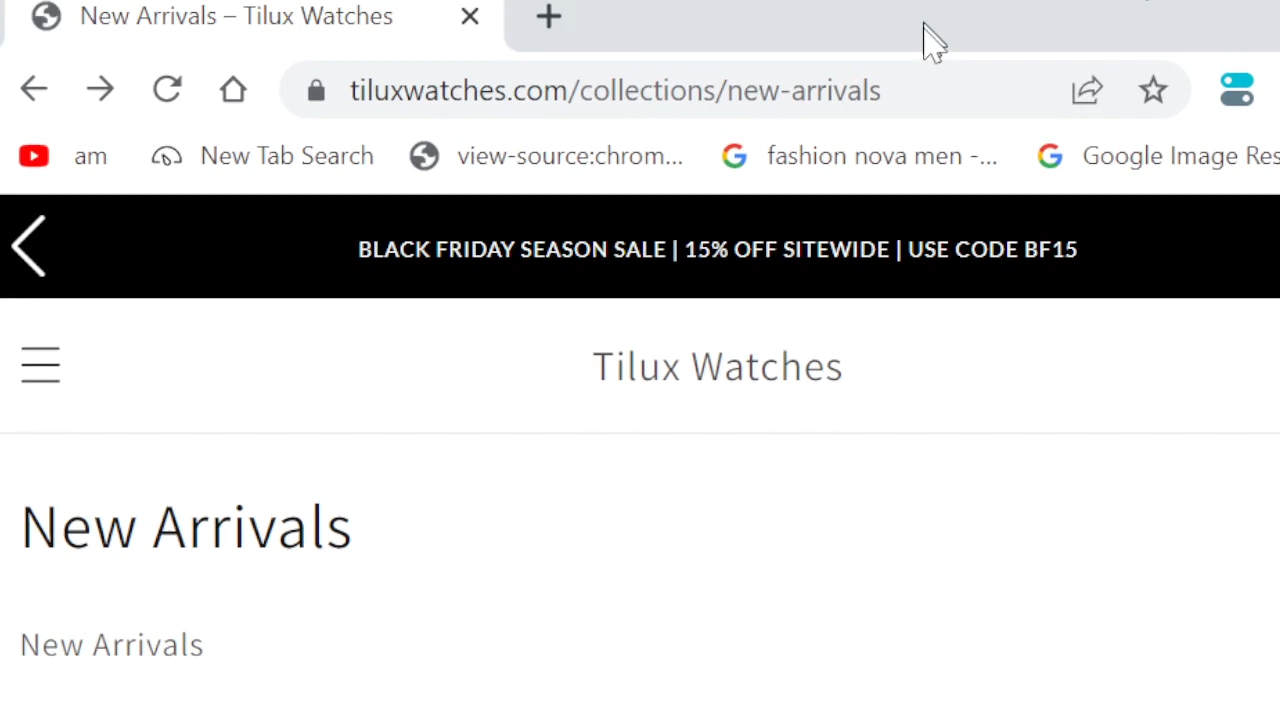 New Arrivals – Tilux Watches
tiluxwatches.com/collections/new-arrivals
am New Tab Search view-source:chrom... fashion nova men -... Google Image Res
BLACK FRIDAY SEASON SALE | 15% OFF SITEWIDE | USE CODE BF15
Tilux Watches
New Arrivals
New Arrivals